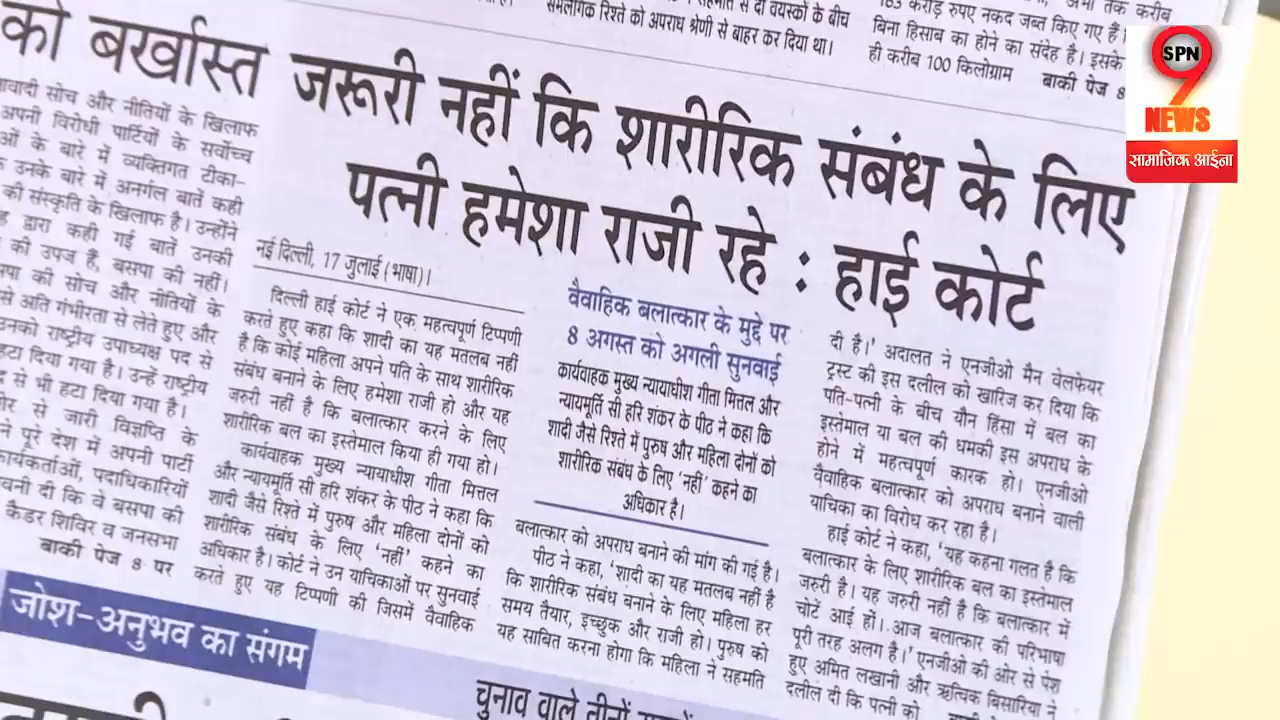 समलैंगिक रिश्ते को अपराध श्रेणी से बाहर कर दिया था।
करोड़ रुपए नकद जब्त किए गए हैं
बिना हिसाब का होने का संदेह है। इसके
ही करीब 100 किलोग्राम बाकी पेज 8
को बर्खास्त
सोच और नीतियों के खिलाफ
अपनी विरोधी पार्टियों के सर्वोच्च
के बारे में व्यक्तिगत टीका-
उनके बारे में अनर्गल बातें कही
की संस्कृति के खिलाफ है। उन्होंने
द्वारा कही गई बातें उनकी
की उपज हैं, बसपा की नहीं।
की सोच और नीतियों के
से अति गंभीरता से लेते हुए और
उनको राष्ट्रीय उपाध्यक्ष पद से
हटा दिया गया है। उन्हें राष्ट्रीय
से भी हटा दिया गया है।
से जारी विज्ञप्ति के
ने पूरे देश में अपनी पार्टी
कार्यकर्ताओं, पदाधिकारियों
दी कि वे बसपा की
कैडर शिविर व जनसभा
बाकी पेज 8 पर
जरूरी नहीं कि शारीरिक संबंध के लिए
पत्नी हमेशा राजी रहे : हाई कोर्ट
नई दिल्ली, 17 जुलाई (भाषा)।
दिल्ली हाई कोर्ट ने एक महत्वपूर्ण टिप्पणी
करते हुए कहा कि शादी का यह मतलब नहीं
है कि कोई महिला अपने पति के साथ शारीरिक
संबंध बनाने के लिए हमेशा राजी हो और यह
जरुरी नहीं है कि बलात्कार करने के लिए
शारीरिक बल का इस्तेमाल किया ही गया हो।
कार्यवाहक मुख्य न्यायाधीश गीता मित्तल
और न्यायमूर्ति सी हरि शंकर के पीठ ने कहा कि
शादी जैसे रिश्ते में पुरुष और महिला दोनों को
शारीरिक संबंध के लिए 'नहीं' कहने का
अधिकार है। कोर्ट ने उन याचिकाओं पर सुनवाई
करते हुए यह टिप्पणी की जिसमें वैवाहिक
वैवाहिक बलात्कार के मुद्दे पर
8 अगस्त को अगली सुनवाई
कार्यवाहक मुख्य न्यायाधीश गीता मित्तल और
न्यायमूर्ति सी हरि शंकर के पीठ ने कहा कि
शादी जैसे रिश्ते में पुरुष और महिला दोनों को
शारीरिक संबंध के लिए 'नहीं' कहने का
अधिकार है।
बलात्कार को अपराध बनाने की मांग की गई है।
पीठ ने कहा, 'शादी का यह मतलब नहीं है
कि शारीरिक संबंध बनाने के लिए महिला हर
समय तैयार, इच्छुक और राजी हो। पुरुष को
यह साबित करना होगा कि महिला ने सहमति
दी है।' अदालत ने एनजीओ मैन वेलफेयर
ट्रस्ट की इस दलील को खारिज कर दिया कि
पति-पत्नी के बीच यौन हिंसा में बल का
इस्तेमाल या बल की धमकी इस अपराध के
होने में महत्वपूर्ण कारक हो। एनजीओ
वैवाहिक बलात्कार को अपराध बनाने वाली
याचिका का विरोध कर रहा है।
हाई कोर्ट ने कहा, 'यह कहना गलत है कि
बलात्कार के लिए शारीरिक बल का इस्तेमाल
जरुरी है। यह जरुरी नहीं है कि बलात्कार में
चोटें आई हों। आज बलात्कार की परिभाषा
पूरी तरह अलग है।' एनजीओ की ओर से पेश
हुए अमित लखानी और ऋत्विक बिसारिया ने
दलील दी कि पत्नी को
जोश-अनुभव का संगम
चुनाव वाले तीनों
SPN
9
NEWS
सामाजिक आईना